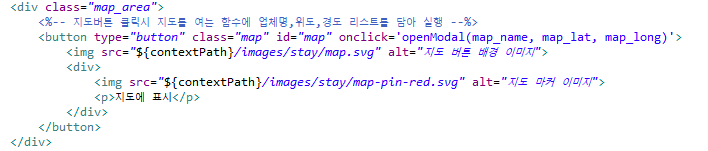 <div class="map_area">
<%-- 지도버튼 클릭시 지도를 여는 함수에 업체명,위도,경도 리스트를 담아 실행 --%>
<button type="button" class="map" id="map" onclick='openModal(map_name, map_lat, map_long)'>
<img src="${contextPath}/images/stay/map.svg" alt="지도 버튼 배경 이미지">
<div>
<img src="${contextPath}/images/stay/map-pin-red.svg" alt="지도 마커 이미지">
<p>지도에 표시</p>
</div>
</button>
</div>